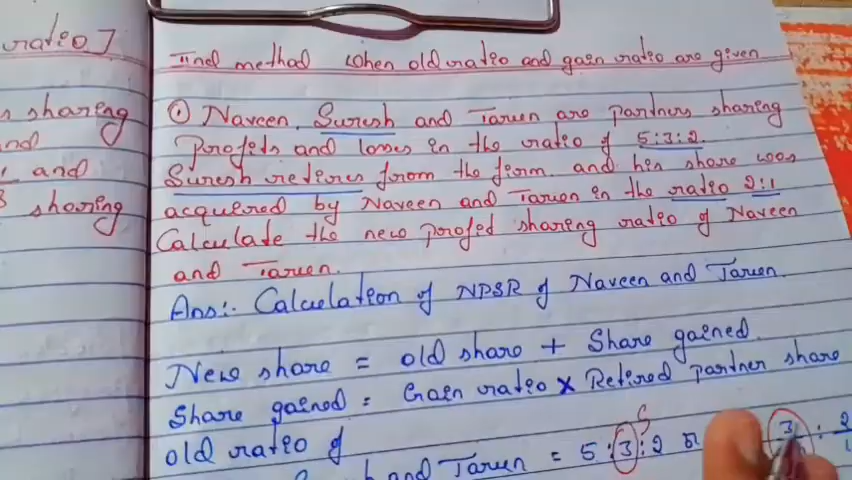 ratio]
s sharing
and
sharing
IInd method when old ratio and gain ratio are given
① Naveen, Suresh and Tarun are partners sharing
Profits and losses in the ratio of 5:3:2.
Suresh retires from the firm and his share was
acquered by Naveen and Tarun in the ratio 2:1
Calculate the new profit sharing ratio of Naveen
and Tarun.
Ans:. Calculation of NPSR of Naveen and Tarun.
New share = old share + Share gained.
Share gained = Gain ratio × Retired partner share
S
old ratio of
and Tarun = 5:3:2 3 : 2